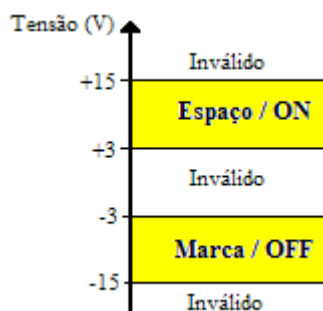 Tensão (V)
Inválido
+15
Espaço / ON
+3
Inválido
-3
Marca / OFF
-15
Inválido